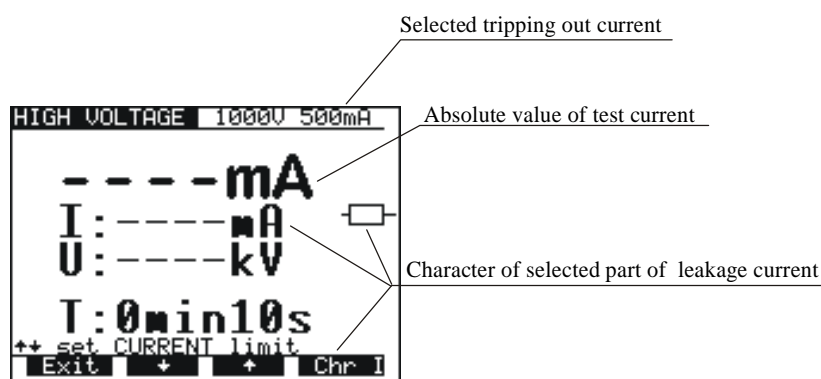 Selected tripping out current
HIGH VOLTAGE 1000V 500mA
Absolute value of test current
----mA
I:----mA
U:----kV
Character of selected part of leakage current
T:0min10s
↑↓ set CURRENT limit
Exit ↓ ↑ Chr I